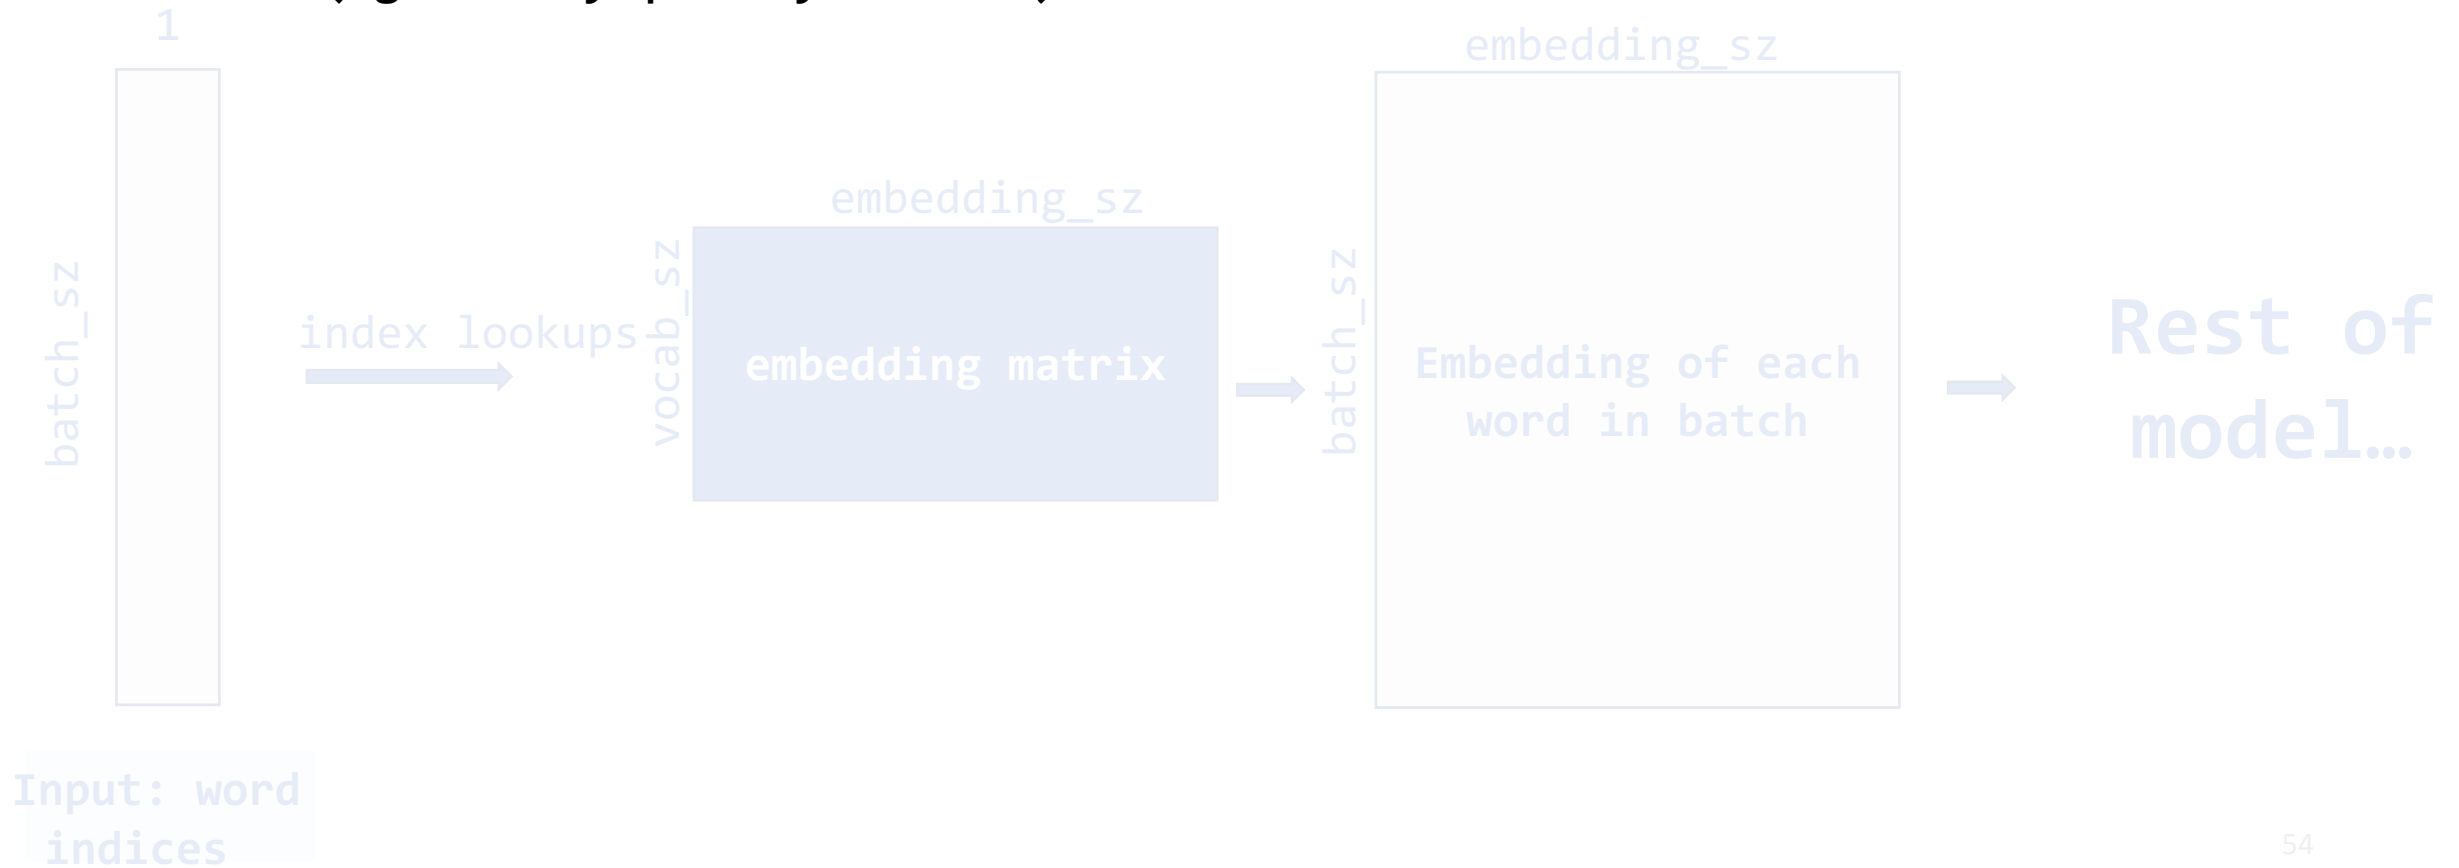 1
embedding_sz
embedding_sz
batch_sz
index lookups
vocab_sz
embedding matrix
batch_sz
Embedding of each
word in batch
Rest of
model…
Input: word
indices
54